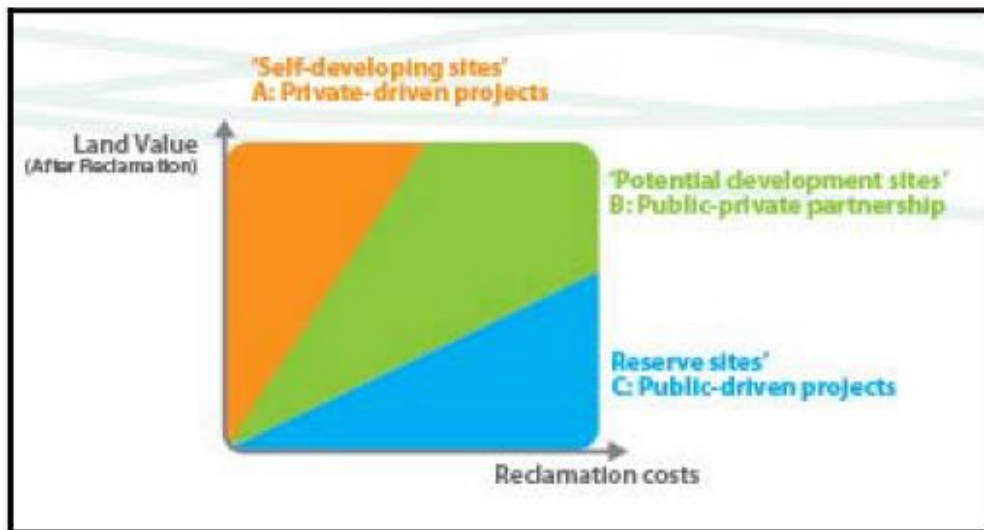 'Self-developing sites'
A: Private-driven projects
Land Value
(After Reclamation)
'Potential development sites'
B: Public-private partnership
Reserve sites'
C: Public-driven projects
Reclamation costs